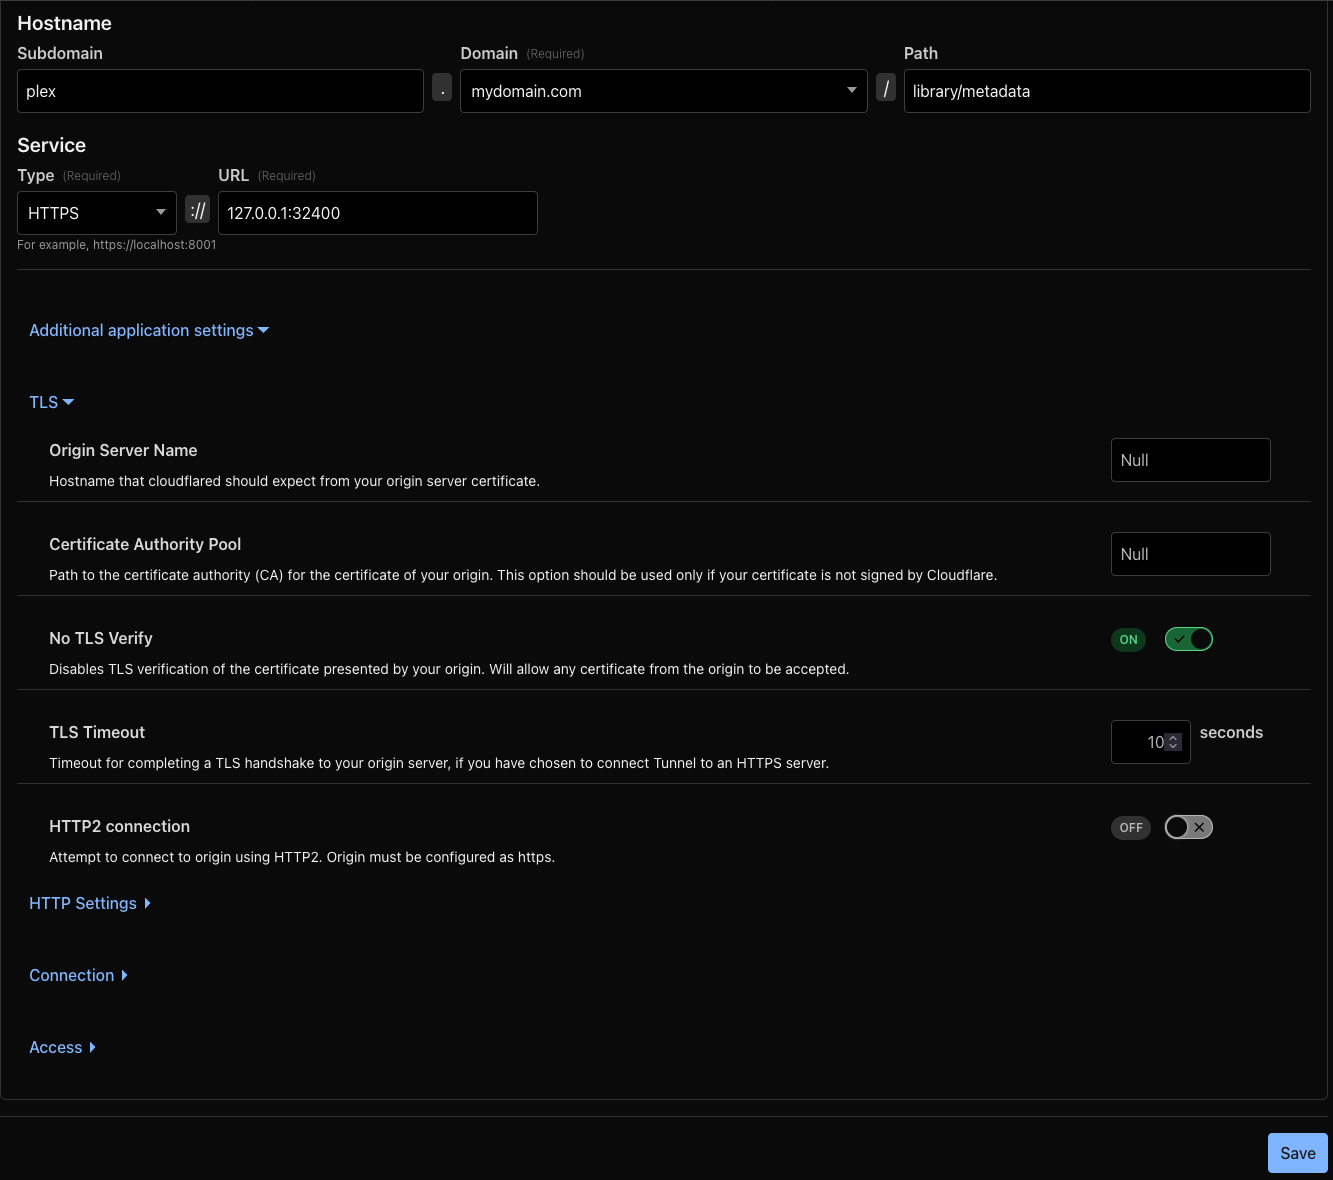 Hostname
Subdomain Domain (Required) Path
plex . mydomain.com / library/metadata
Service
Type (Required) URL (Required)
HTTPS :// 127.0.0.1:32400
For example, https://localhost:8001
Additional application settings
TLS
Origin Server Name
Null
Hostname that cloudflared should expect from your origin server certificate.
Certificate Authority Pool
Null
Path to the certificate authority (CA) for the certificate of your origin. This option should be used only if your certificate is not signed by Cloudflare.
No TLS Verify
ON
Disables TLS verification of the certificate presented by your origin. Will allow any certificate from the origin to be accepted.
TLS Timeout
10 seconds
Timeout for completing a TLS handshake to your origin server, if you have chosen to connect Tunnel to an HTTPS server.
HTTP2 connection
OFF
Attempt to connect to origin using HTTP2. Origin must be configured as https.
HTTP Settings
Connection
Access
Save